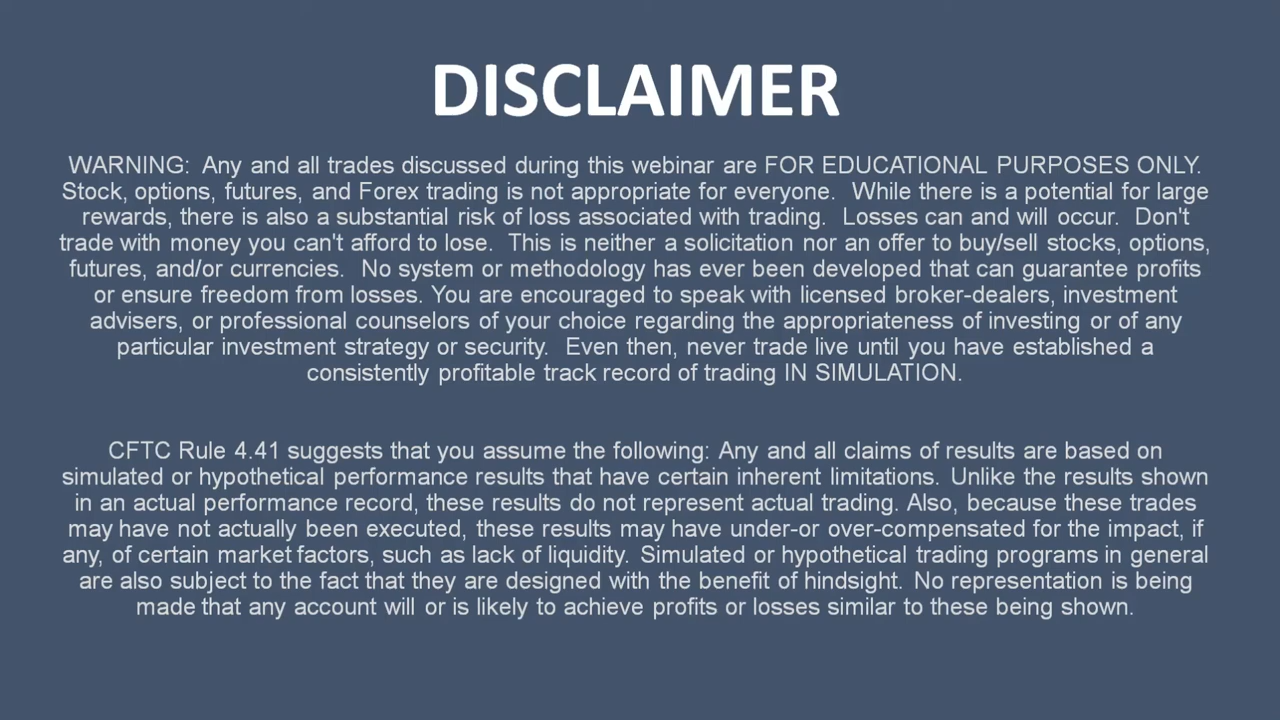 DISCLAIMER
WARNING: Any and all trades discussed during this webinar are FOR EDUCATIONAL PURPOSES ONLY.
Stock, options, futures, and Forex trading is not appropriate for everyone. While there is a potential for large
rewards, there is also a substantial risk of loss associated with trading. Losses can and will occur. Don't
trade with money you can't afford to lose. This is neither a solicitation nor an offer to buy/sell stocks, options,
futures, and/or currencies. No system or methodology has ever been developed that can guarantee profits
or ensure freedom from losses. You are encouraged to speak with licensed broker-dealers, investment
advisers, or professional counselors of your choice regarding the appropriateness of investing or of any
particular investment strategy or security. Even then, never trade live until you have established a
consistently profitable track record of trading IN SIMULATION.
CFTC Rule 4.41 suggests that you assume the following: Any and all claims of results are based on
simulated or hypothetical performance results that have certain inherent limitations. Unlike the results shown
in an actual performance record, these results do not represent actual trading. Also, because these trades
may have not actually been executed, these results may have under-or over-compensated for the impact, if
any, of certain market factors, such as lack of liquidity. Simulated or hypothetical trading programs in general
are also subject to the fact that they are designed with the benefit of hindsight. No representation is being
made that any account will or is likely to achieve profits or losses similar to these being shown.